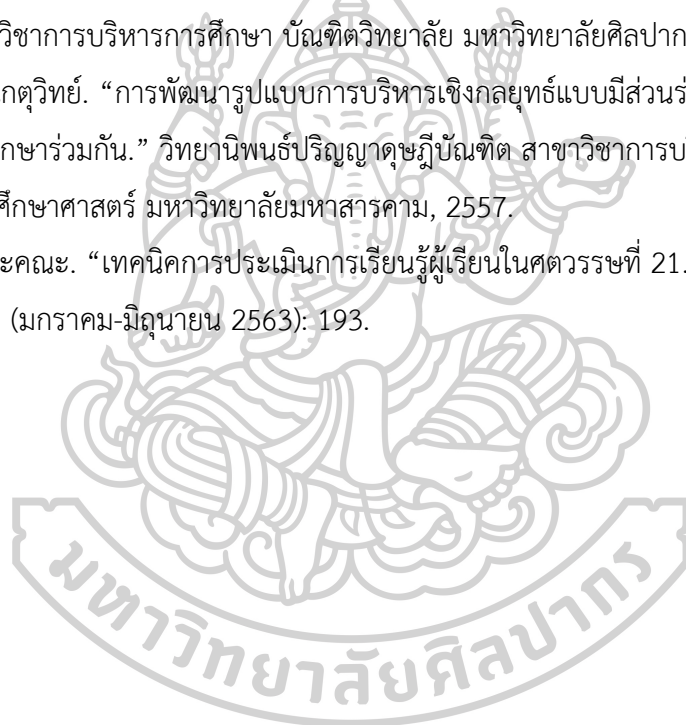 วิชาการบริหารการศึกษา บัณฑิตวิทยาลัย มหาวิทยาลัยศิลปาก
กตุวิทย์. “การพัฒนารูปแบบการบริหารเชิงกลยุทธ์แบบมีส่วนร่
กษาร่วมกัน.” วิทยานิพนธ์ปริญญาดุษฎีบัณฑิต สาขาวิชาการบ
ศึกษาศาสตร์ มหาวิทยาลัยมหาสารคาม, 2557.
ะคณะ. “เทคนิคการประเมินการเรียนรู้ผู้เรียนในศตวรรษที่ 21.
(มกราคม-มิถุนายน 2563): 193.
มหาวิทยาลัยศิลปากร